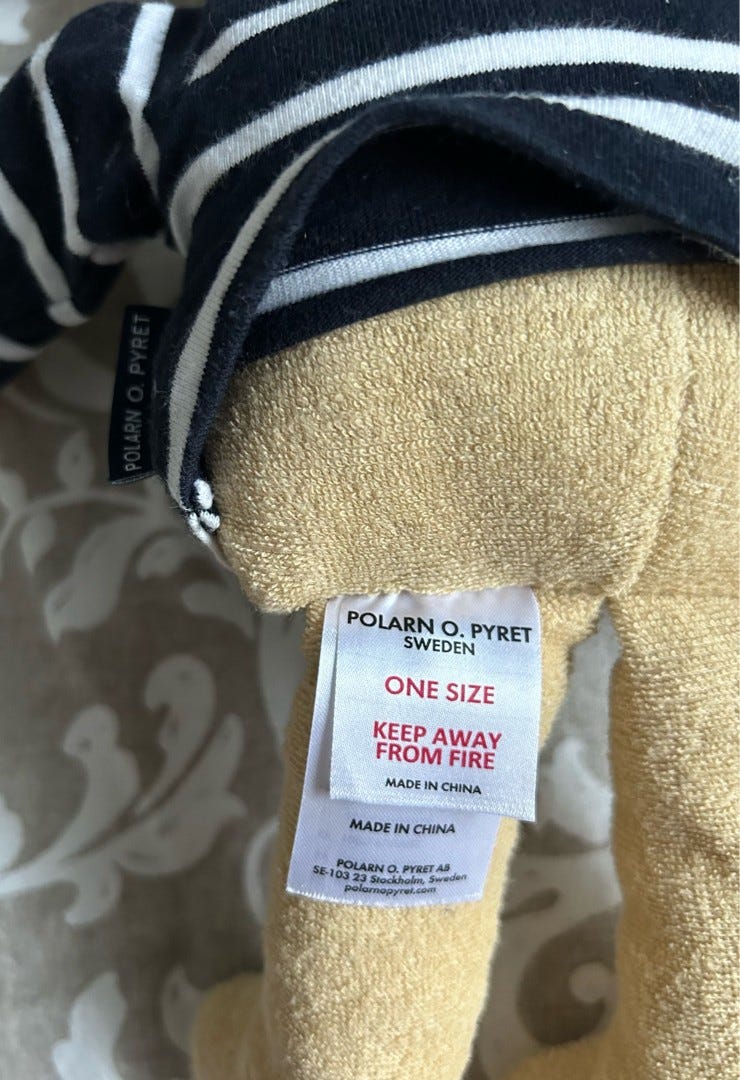 POLARN O. PYRET
POLARN O. PYRET
SWEDEN
ONE SIZE
KEEP AWAY
FROM FIRE
MADE IN CHINA
MADE IN CHINA
POLARN O. PYRET AB
SE-103 23 Stockholm, Sweden
polarnopyret.com